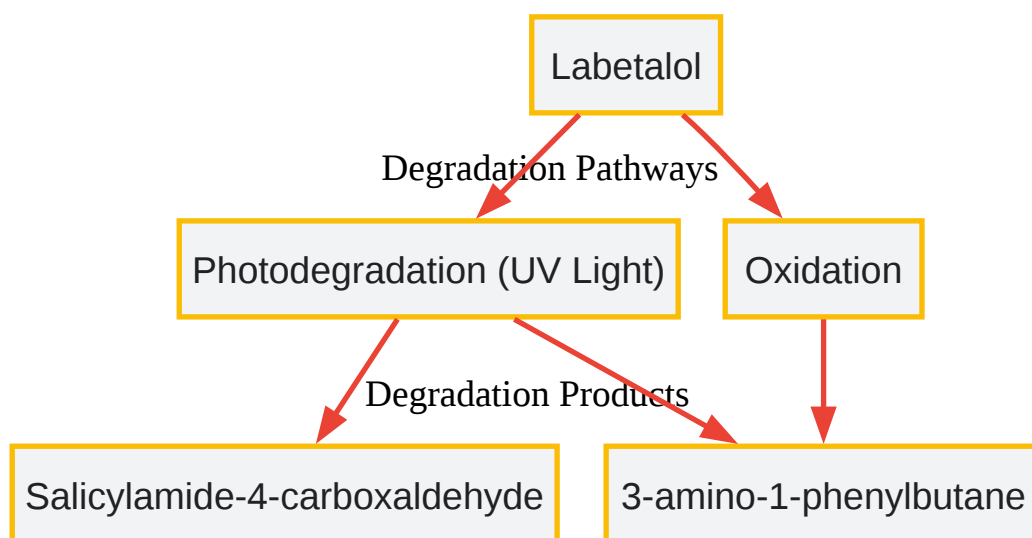 Labetalol
Degradation Pathways
Photodegradation (UV Light)
Oxidation
Degradation Products
Salicylamide-4-carboxaldehyde
3-amino-1-phenylbutane